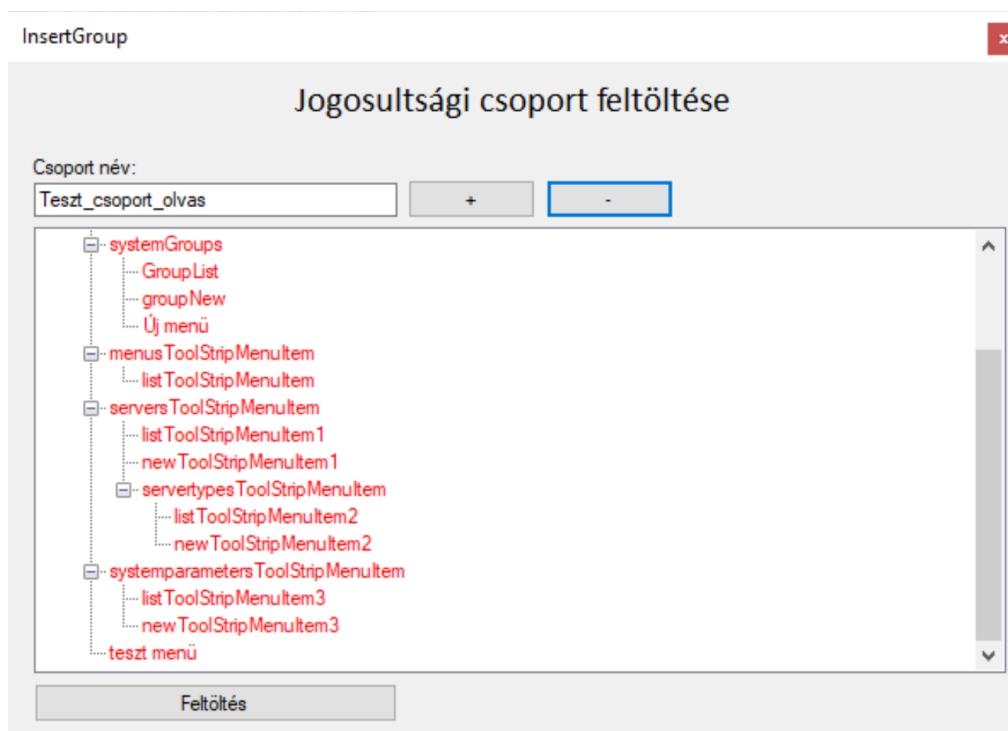 InsertGroup
x
Jogosultsági csoport feltöltése
Csoport név:
Teszt_csoport_olvas
+
-
systemGroups
GroupList
groupNew
Új menü
menusToolStripMenuItem
listToolStripMenuItem
serversToolStripMenuItem
listToolStripMenuItem1
newToolStripMenuItem1
servertypesToolStripMenuItem
listToolStripMenuItem2
newToolStripMenuItem2
systemparametersToolStripMenuItem
listToolStripMenuItem3
newToolStripMenuItem3
teszt menü
Feltöltés